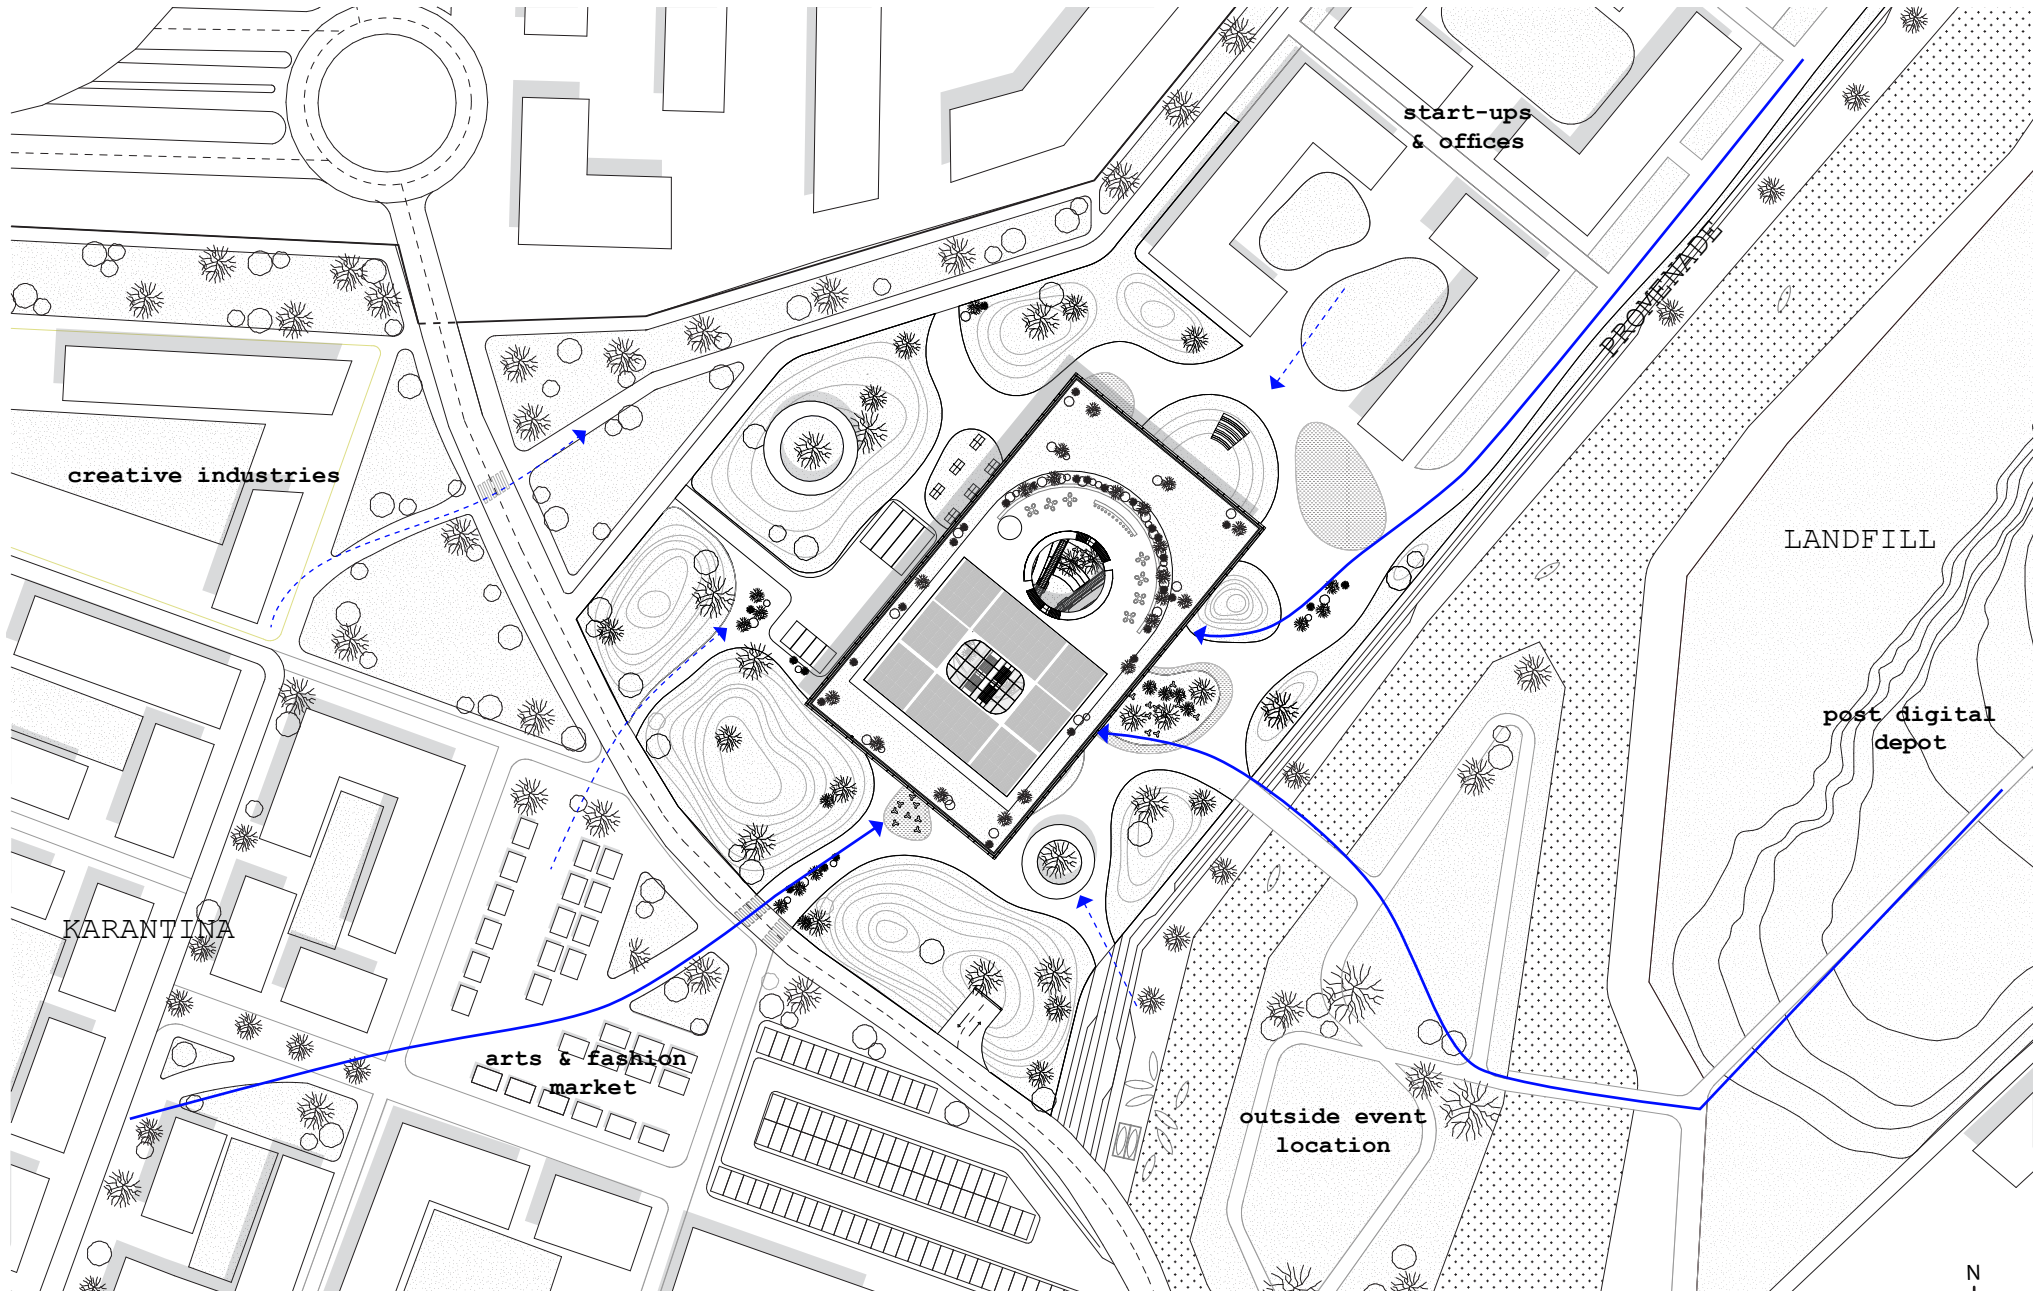 start-ups
& offices
PROMENADE
creative industries
LANDFILL
post digital
depot
KARANTINA
arts & fashion
market
outside event
location
N